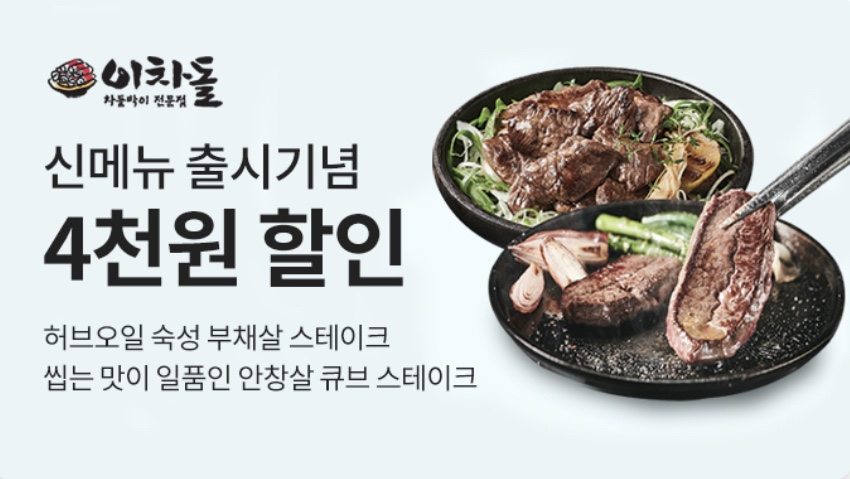 이차돌
차돌박이 전문점
신메뉴 출시기념
4천원 할인
허브오일 숙성 부채살 스테이크
씹는 맛이 일품인 안창살 큐브 스테이크